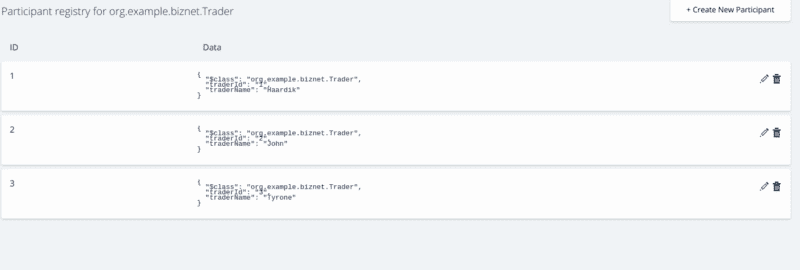 Participant registry for org.example.biznet.Trader
+ Create New Participant
ID Data
1
{
"$class": "org.example.biznet.Trader",
"traderId": "1",
"traderName": "Haardik"
}
2
{
"$class": "org.example.biznet.Trader",
"traderId": "2",
"traderName": "John"
}
3
{
"$class": "org.example.biznet.Trader",
"traderId": "3",
"traderName": "Tyrone"
}